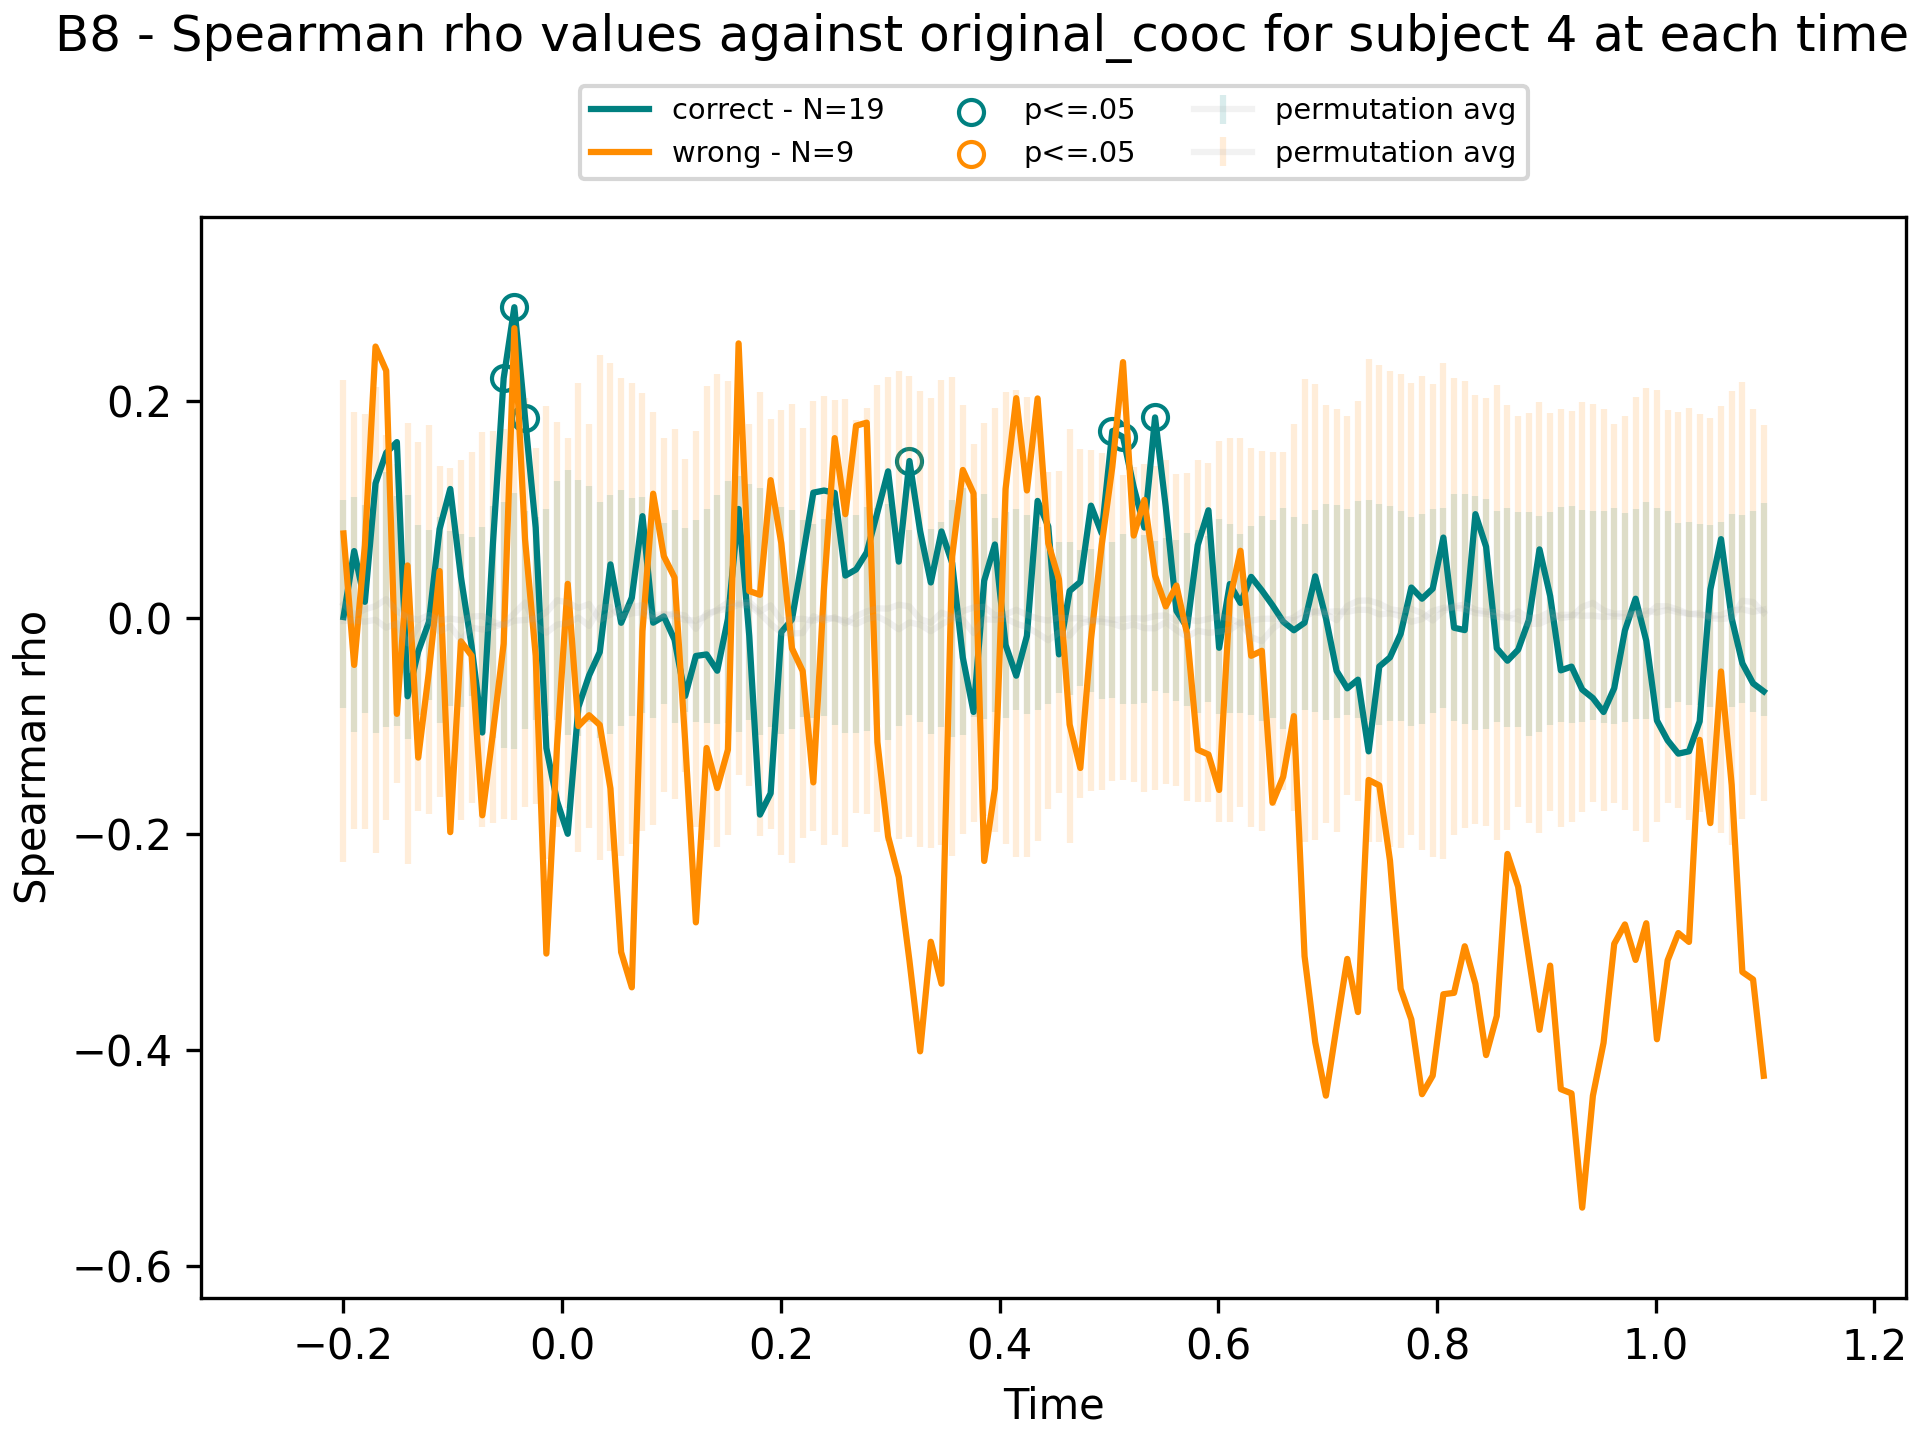 B8 - Spearman rho values against original_cooc for subject 4 at each time
correct - N=19
wrong - N=9
p<=.05
p<=.05
permutation avg
permutation avg
Spearman rho
0.2
0.0
−0.2
−0.4
−0.6
−0.2
0.0
0.2
0.4
0.6
0.8
1.0
1.2
Time